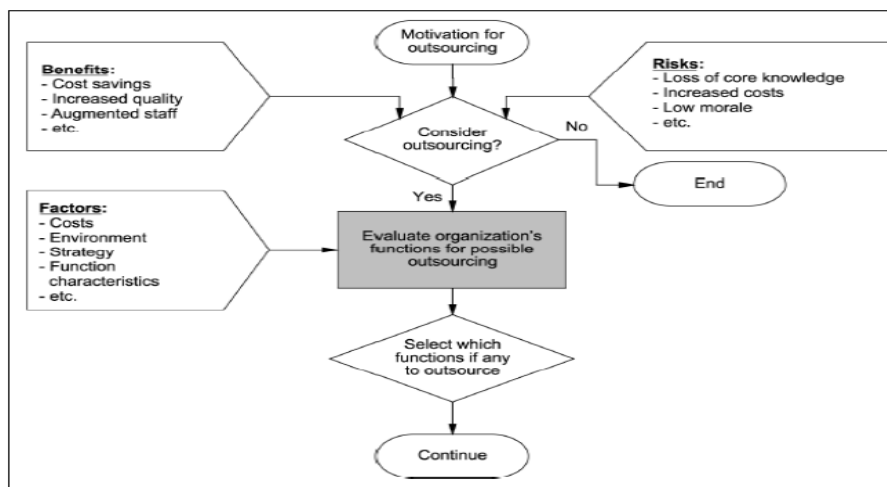 Motivation for
outsourcing
Benefits:
- Cost savings
- Increased quality
- Augmented staff
- etc.
Risks:
- Loss of core knowledge
- Increased costs
- Low morale
- etc.
Consider
outsourcing?
No
End
Yes
Factors:
- Costs
- Environment
- Strategy
- Function
characteristics
- etc.
Evaluate organization's
functions for possible
outsourcing
Select which
functions if any
to outsource
Continue